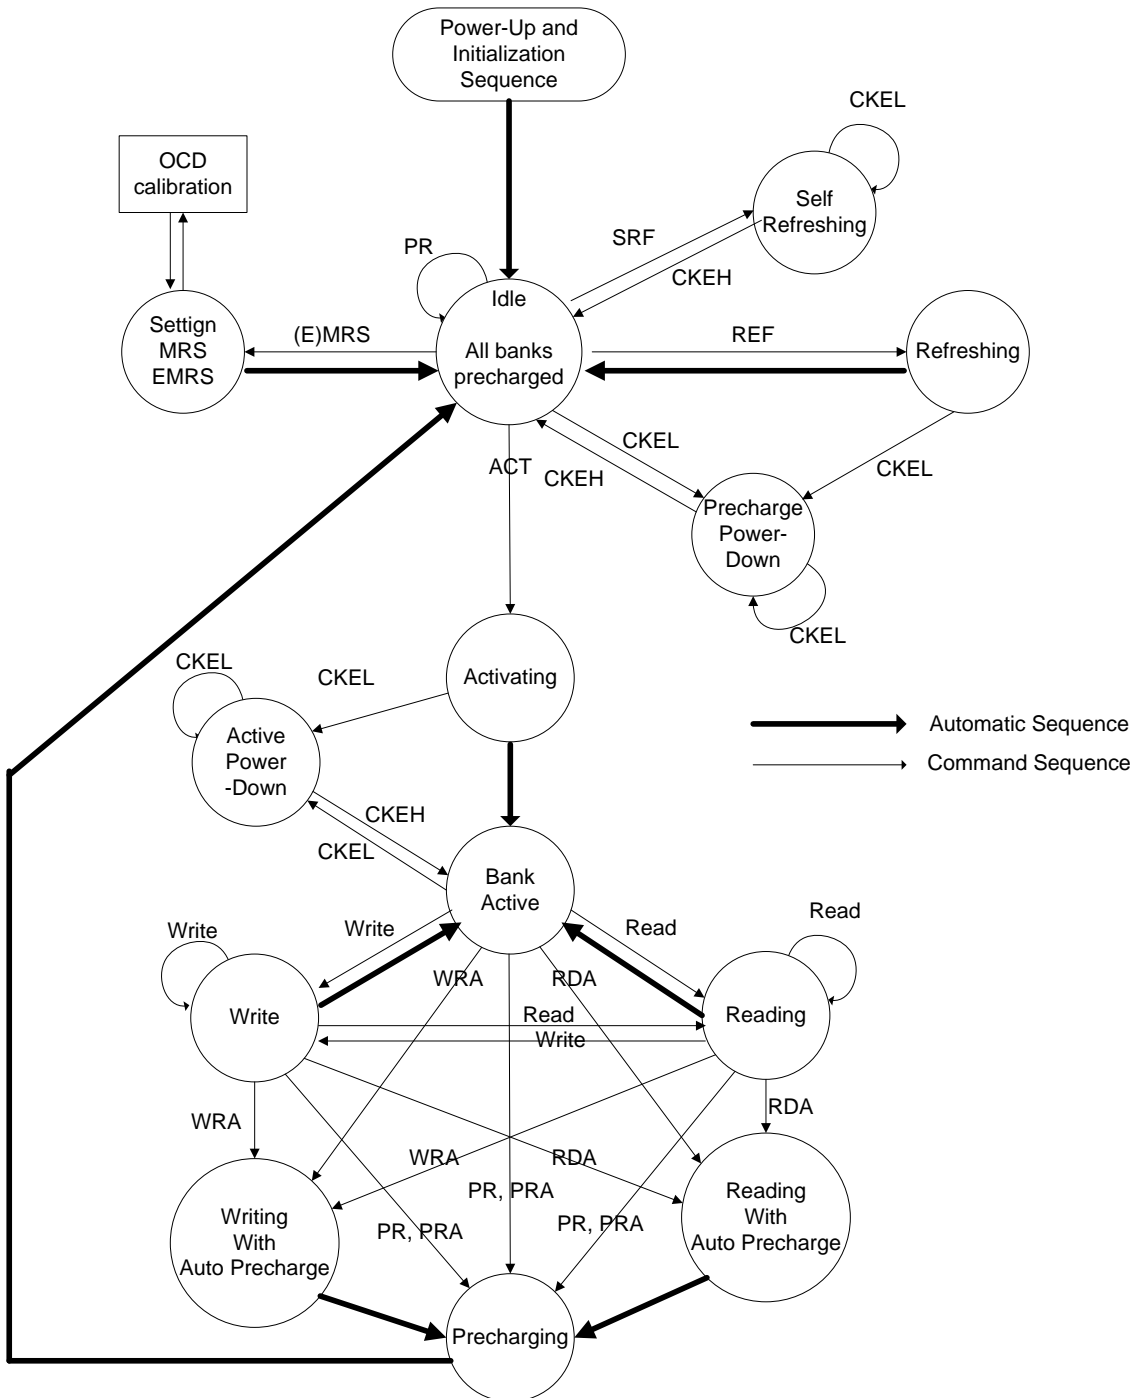 Power-Up and
Initialization
Sequence
CKEL
OCD
calibration
Self
Refreshing
SRF
PR
CKEH
Idle
Settign
MRS
EMRS
(E)MRS
All banks
precharged
REF
Refreshing
CKEL
ACT
CKEH
CKEL
Precharge
Power-
Down
CKEL
CKEL
CKEL
Activating
Active
Power
-Down
Automatic Sequence
Command Sequence
CKEH
CKEL
Bank
Active
Write
Write
Read
Read
WRA
RDA
Write
Read
Write
Reading
WRA
RDA
WRA
RDA
PR, PRA
PR, PRA
PR, PRA
Writing
With
Auto Precharge
Reading
With
Auto Precharge
Precharging